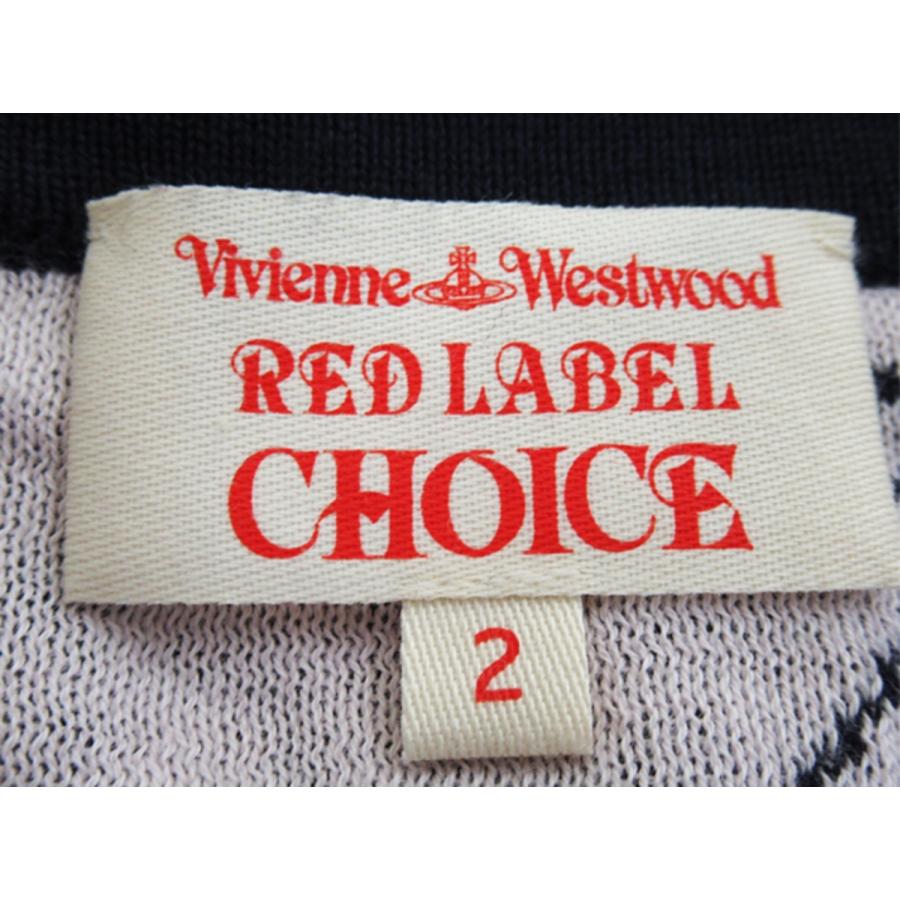 Vivienne Westwood
RED LABEL
CHOICE
2